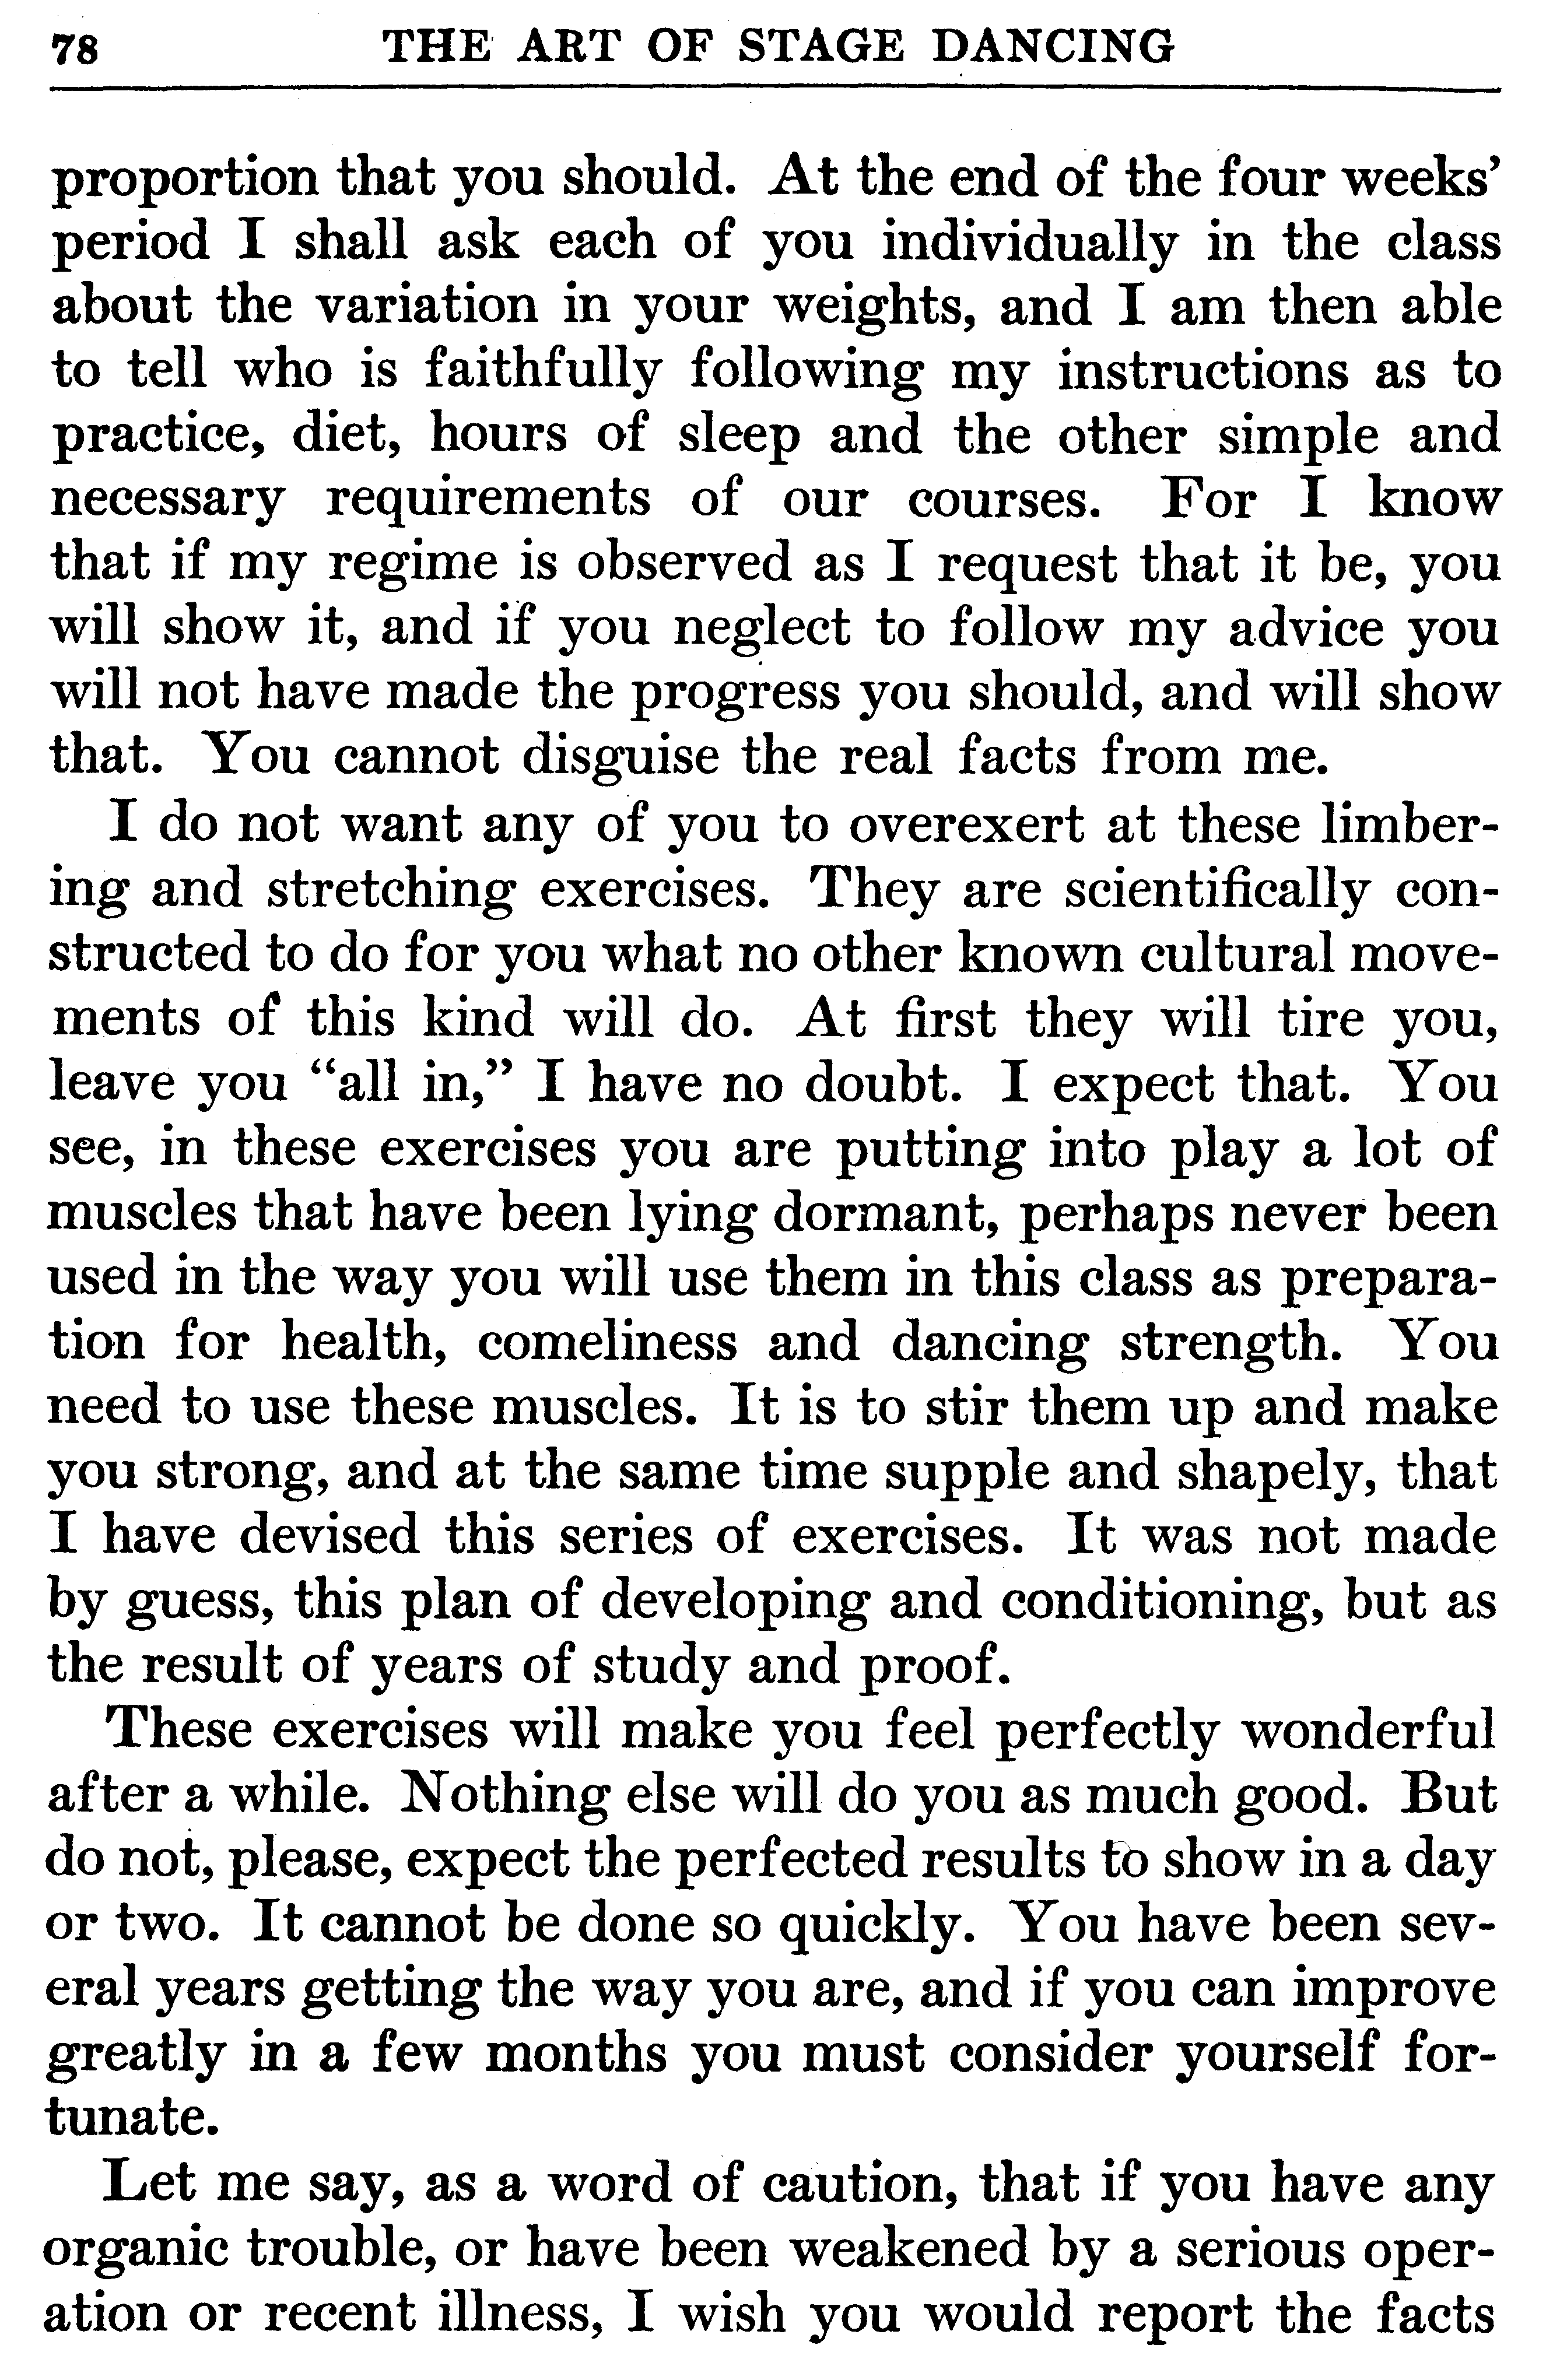 78 THE ART OF STAGE DANCING
proportion that you should. At the end of the four weeks’
period I shall ask each of you individually in the class
about the variation in your weights, and I am then able
to tell who is faithfully following my instructions as to
practice, diet, hours of sleep and the other simple and
necessary requirements of our courses. For I know
that if my regime is observed as I request that it be, you
will show it, and if you neglect to follow my advice you
will not have made the progress you should, and will show
that. You cannot disguise the real facts from me.
I do not want any of you to overexert at these limber-
ing and stretching exercises. They are scientifically con-
structed to do for you what no other known cultural move-
ments of this kind will do. At first they will tire you,
leave you “all in,” I have no doubt. I expect that. You
see, in these exercises you are putting into play a lot of
muscles that have been lying dormant, perhaps never been
used in the way you will use them in this class as prepara-
tion for health, comeliness and dancing strength. You
need to use these muscles. It is to stir them up and make
you strong, and at the same time supple and shapely, that
I have devised this series of exercises. It was not made
by guess, this plan of developing and conditioning, but as
the result of years of study and proof.
These exercises will make you feel perfectly wonderful
after a while. Nothing else will do you as much good. But
do not, please, expect the perfected results to show in a day
or two. It cannot be done so quickly. You have been sev-
eral years getting the way you are, and if you can improve
greatly in a few months you must consider yourself for-
tunate.
Let me say, as a word of caution, that if you have any
organic trouble, or have been weakened by a serious oper-
ation or recent illness, I wish you would report the facts